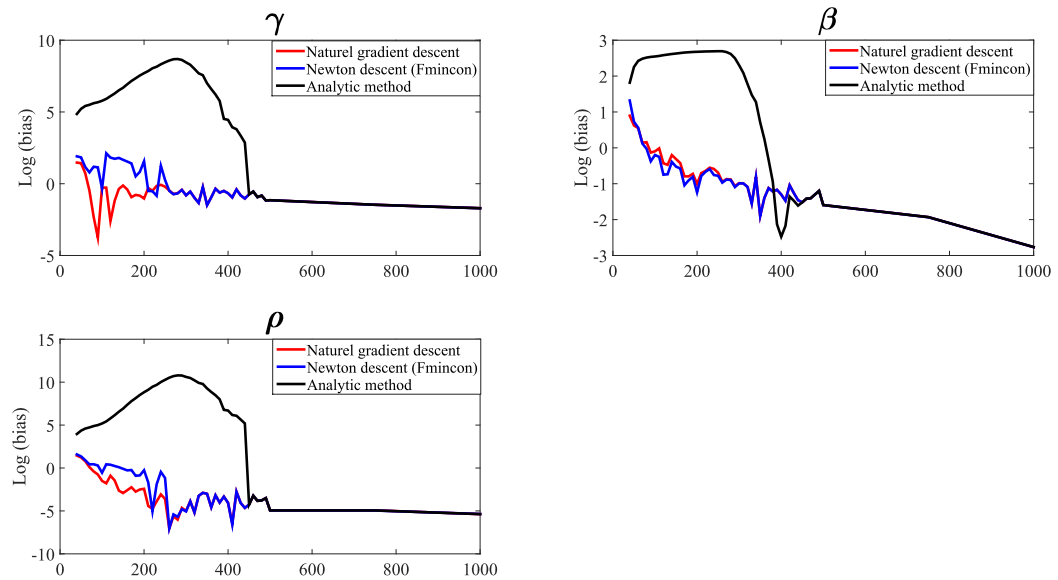 γ
10
5
0
-5
Log (bias)
0
200
400
600
800
1000
Naturel gradient descent
Newton descent (Fmincon)
Analytic method
β
3
2
1
0
-1
-2
-3
Log (bias)
0
200
400
600
800
1000
Naturel gradient descent
Newton descent (Fmincon)
Analytic method
ρ
15
10
5
0
-5
-10
Log (bias)
0
200
400
600
800
1000
Naturel gradient descent
Newton descent (Fmincon)
Analytic method